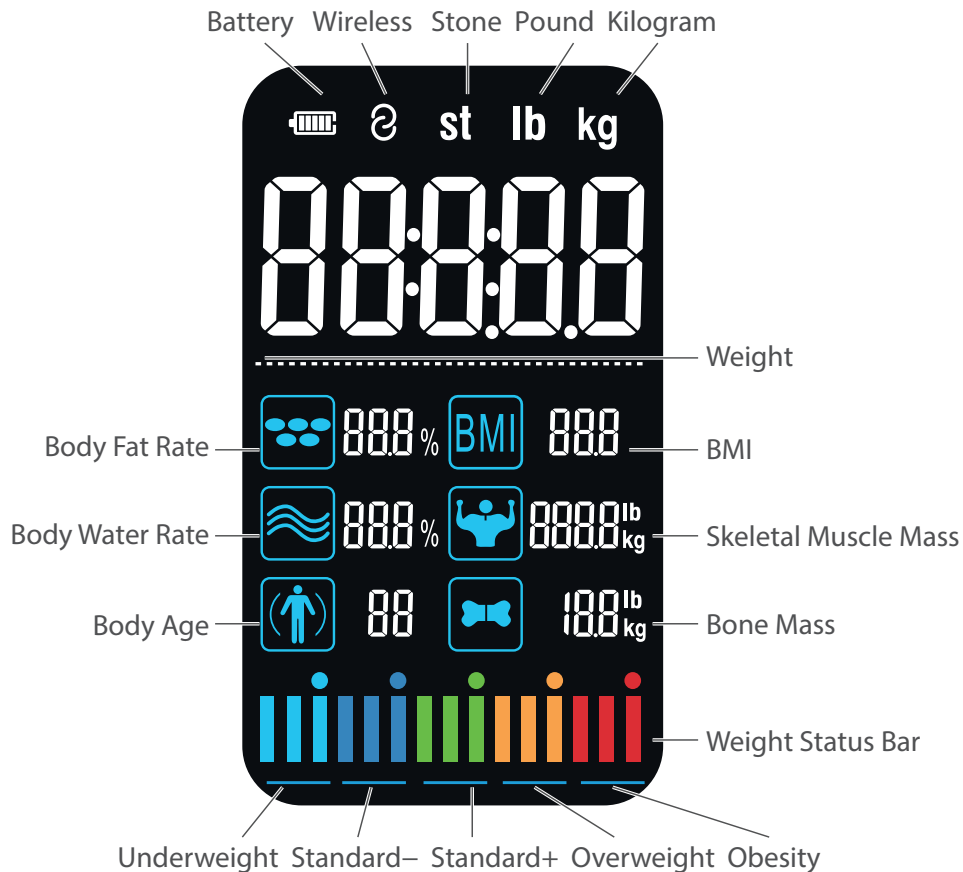 Battery Wireless Stone Pound Kilogram
st lb kg
88:8:8.8
Weight
Body Fat Rate 88.8 % BMI 88.8 BMI
Body Water Rate 88.8 % 888.8 lb kg Skeletal Muscle Mass
Body Age 88 18.8 lb kg Bone Mass
Weight Status Bar
Underweight Standard– Standard+ Overweight Obesity